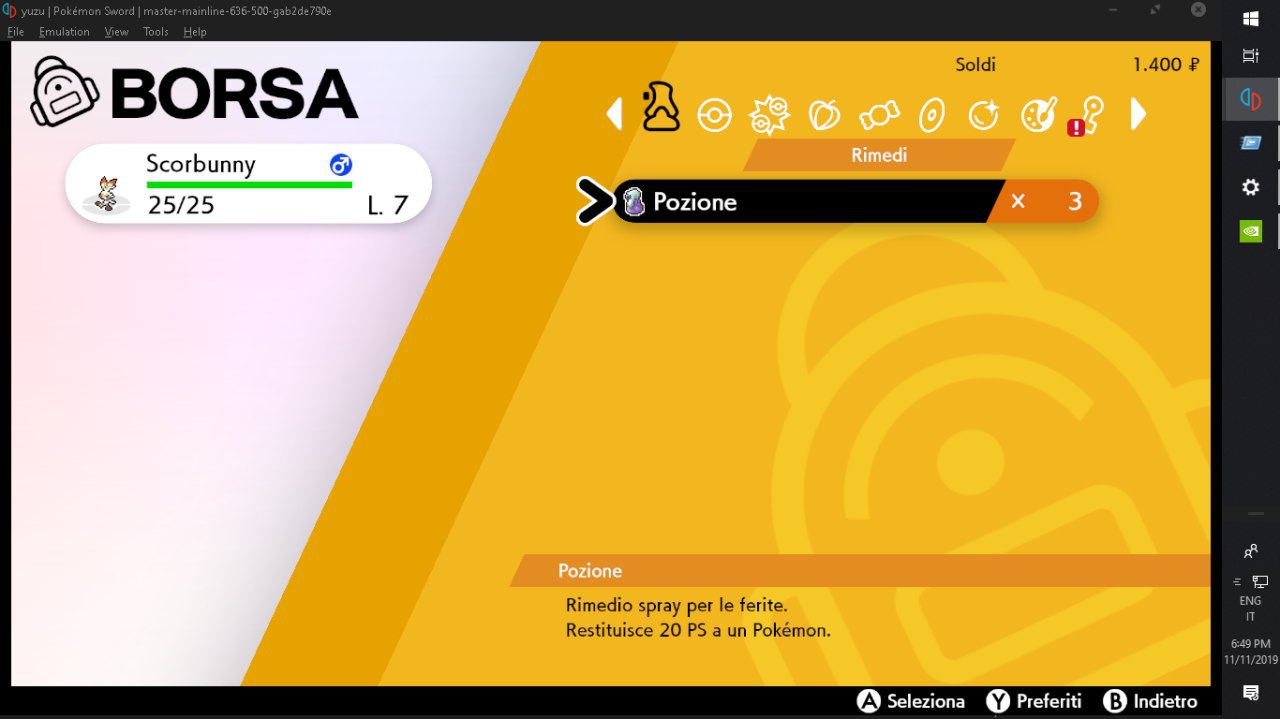 yuzu | Pokémon Sword | master-mainline-636-500-gab2de790e
File Emulation View Tools Help
BORSA
Soldi 1.400 ₽
Scorbunny ♂
25/25 L. 7
!
Rimedi
Pozione × 3
Pozione
Rimedio spray per le ferite.
Restituisce 20 PS a un Pokémon.
A Seleziona Y Preferiti B Indietro
ENG
IT
6:49 PM
11/11/2019